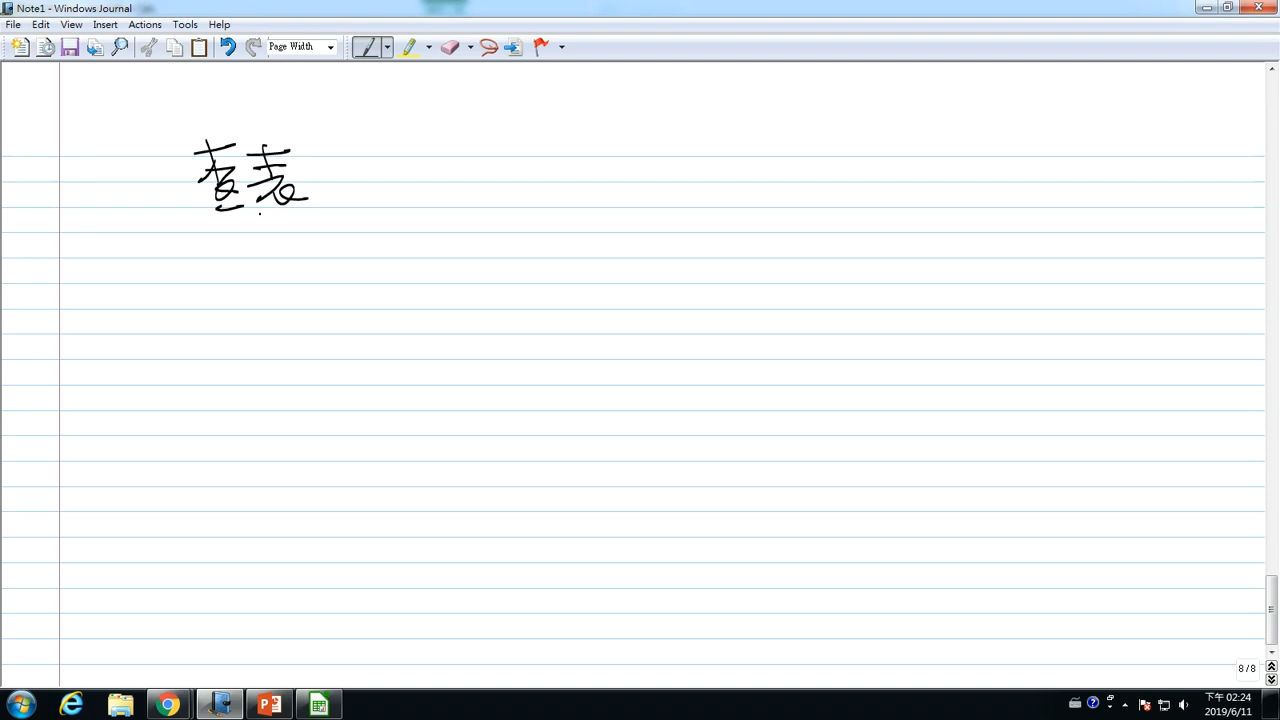 Note1 - Windows Journal
File Edit View Insert Actions Tools Help
Page Width
查表
8/8
下午 02:24
2019/6/11